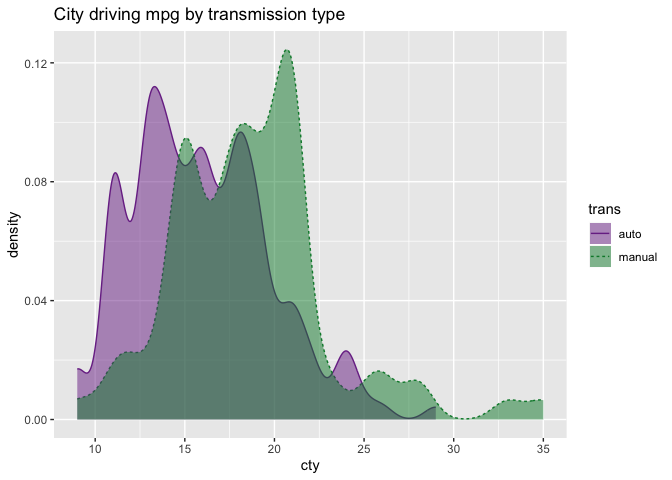 City driving mpg by transmission type
0.12
0.08
0.04
0.00
density
10 15 20 25 30 35
cty
trans
auto
manual